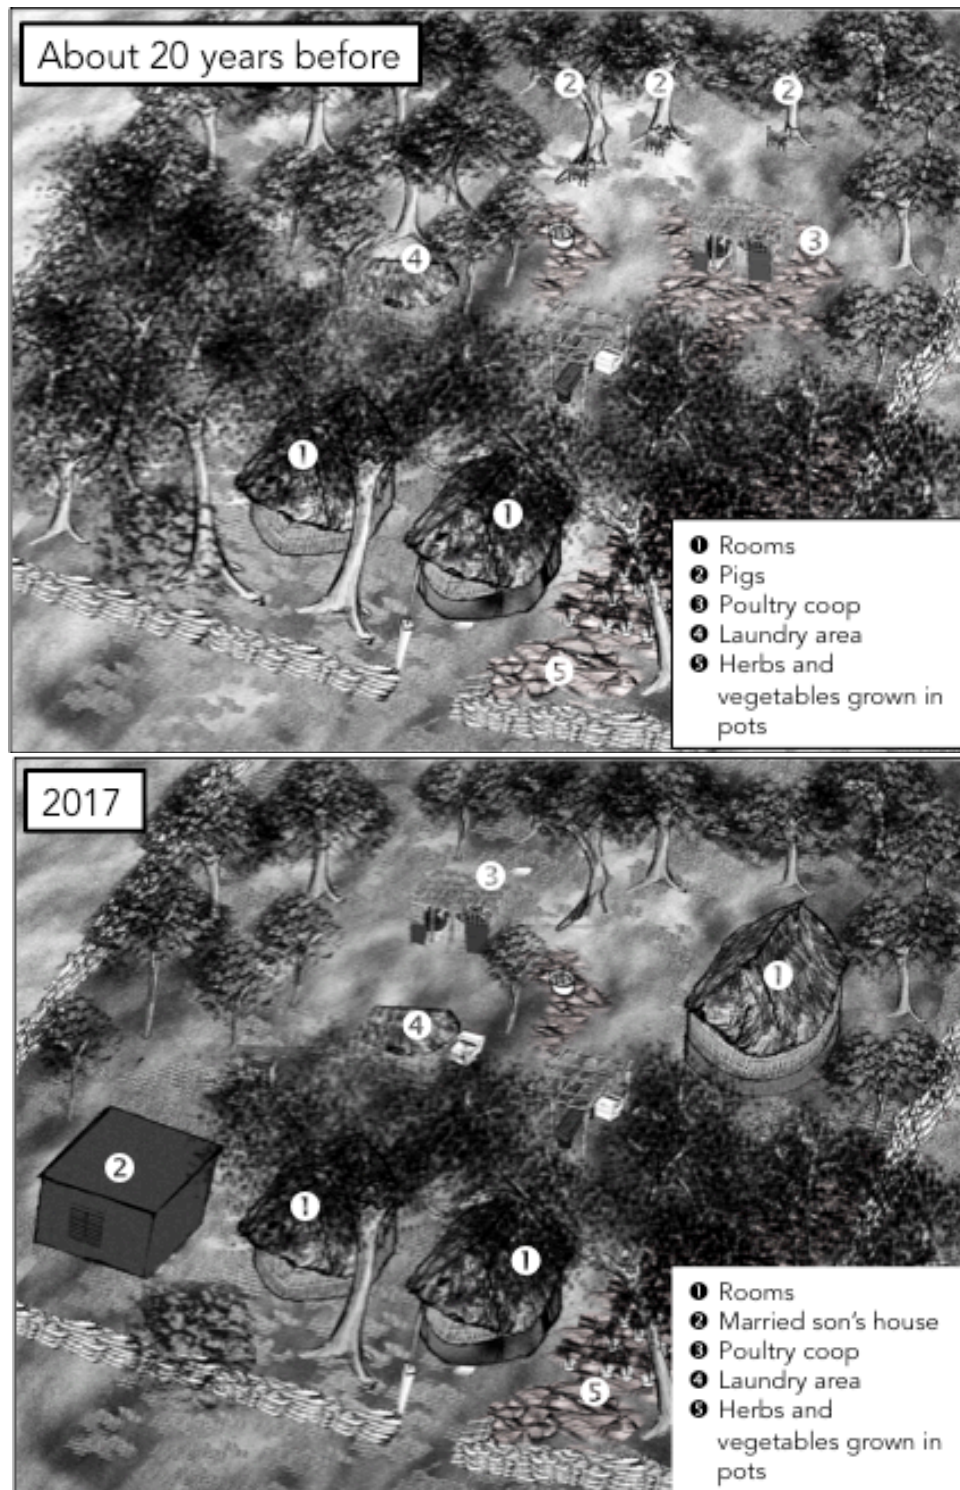 About 20 years before
2
2
2
3
4
1
1
5
❶ Rooms
❷ Pigs
❸ Poultry coop
❹ Laundry area
❺ Herbs and
vegetables grown in
pots
2017
3
1
4
2
1
1
5
❶ Rooms
❷ Married son's house
❸ Poultry coop
❹ Laundry area
❺ Herbs and
vegetables grown in
pots